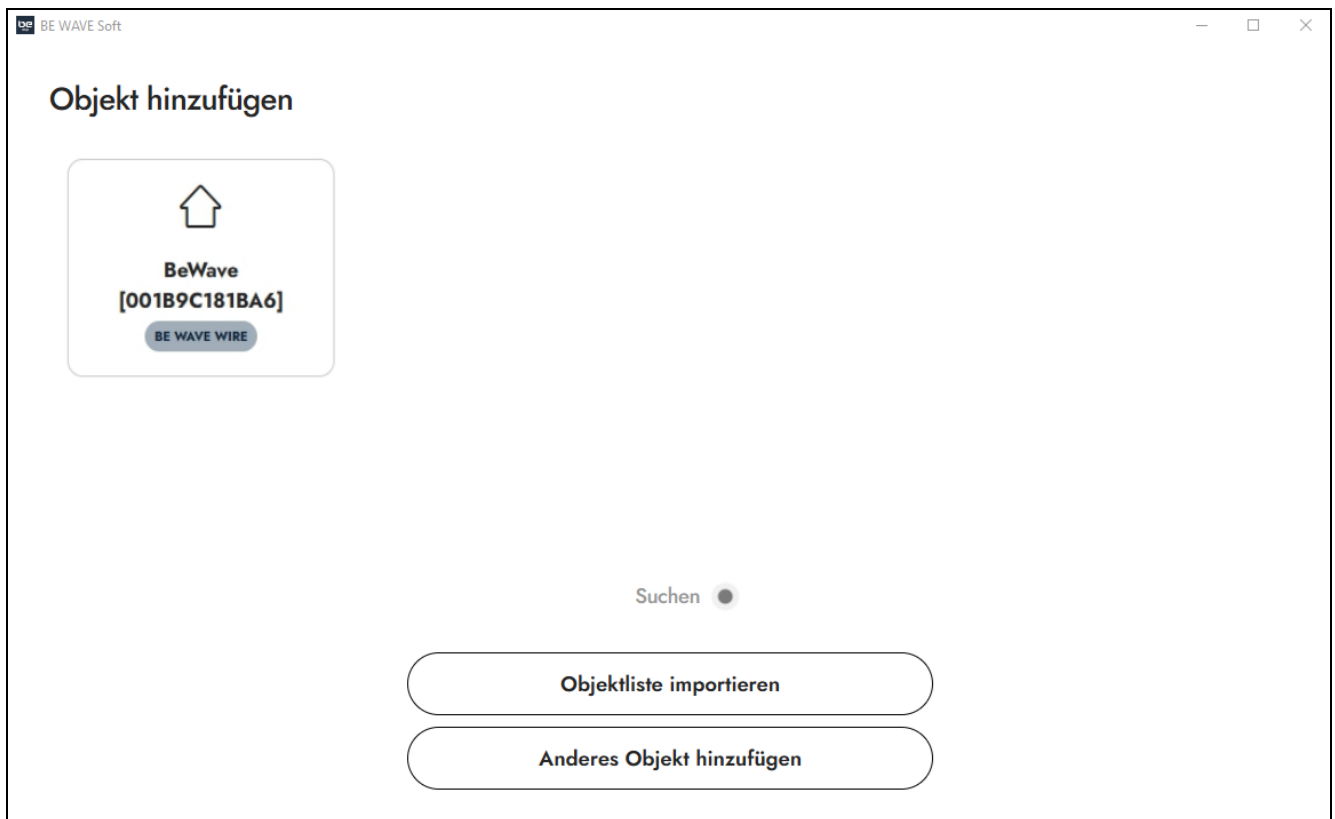 be
BE WAVE Soft
Objekt hinzufügen
BeWave
[001B9C181BA6]
BE WAVE WIRE
Suchen
Objektliste importieren
Anderes Objekt hinzufügen